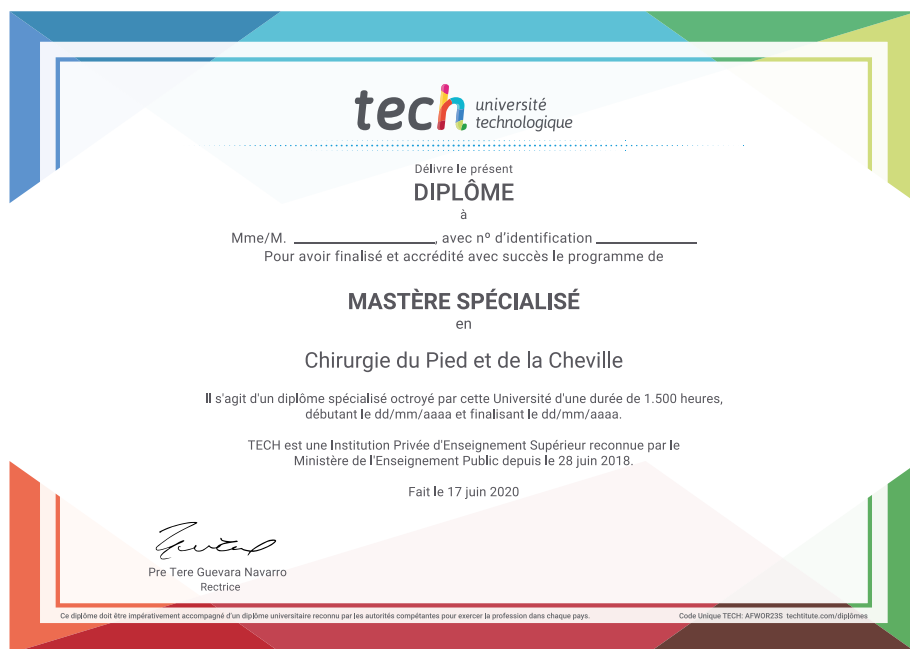 tech université
technologique
Délivre le présent
DIPLÔME
à
Mme/M. ____________, avec nº d'identification ____________
Pour avoir finalisé et accrédité avec succès le programme de
MASTÈRE SPÉCIALISÉ
en
Chirurgie du Pied et de la Cheville
Il s'agit d'un diplôme spécialisé octroyé par cette Université d'une durée de 1.500 heures,
débutant le dd/mm/aaaa et finalisant le dd/mm/aaaa.
TECH est une Institution Privée d'Enseignement Supérieur reconnue par le
Ministère de l'Enseignement Public depuis le 28 juin 2018.
Fait le 17 juin 2020
Pre Tere Guevara Navarro
Rectrice
Ce diplôme doit être impérativement accompagné d'un diplôme universitaire reconnu par les autorités compétantes pour exercer la profession dans chaque pays.
Code Unique TECH: AFWOR23S techtitute.com/diplômes